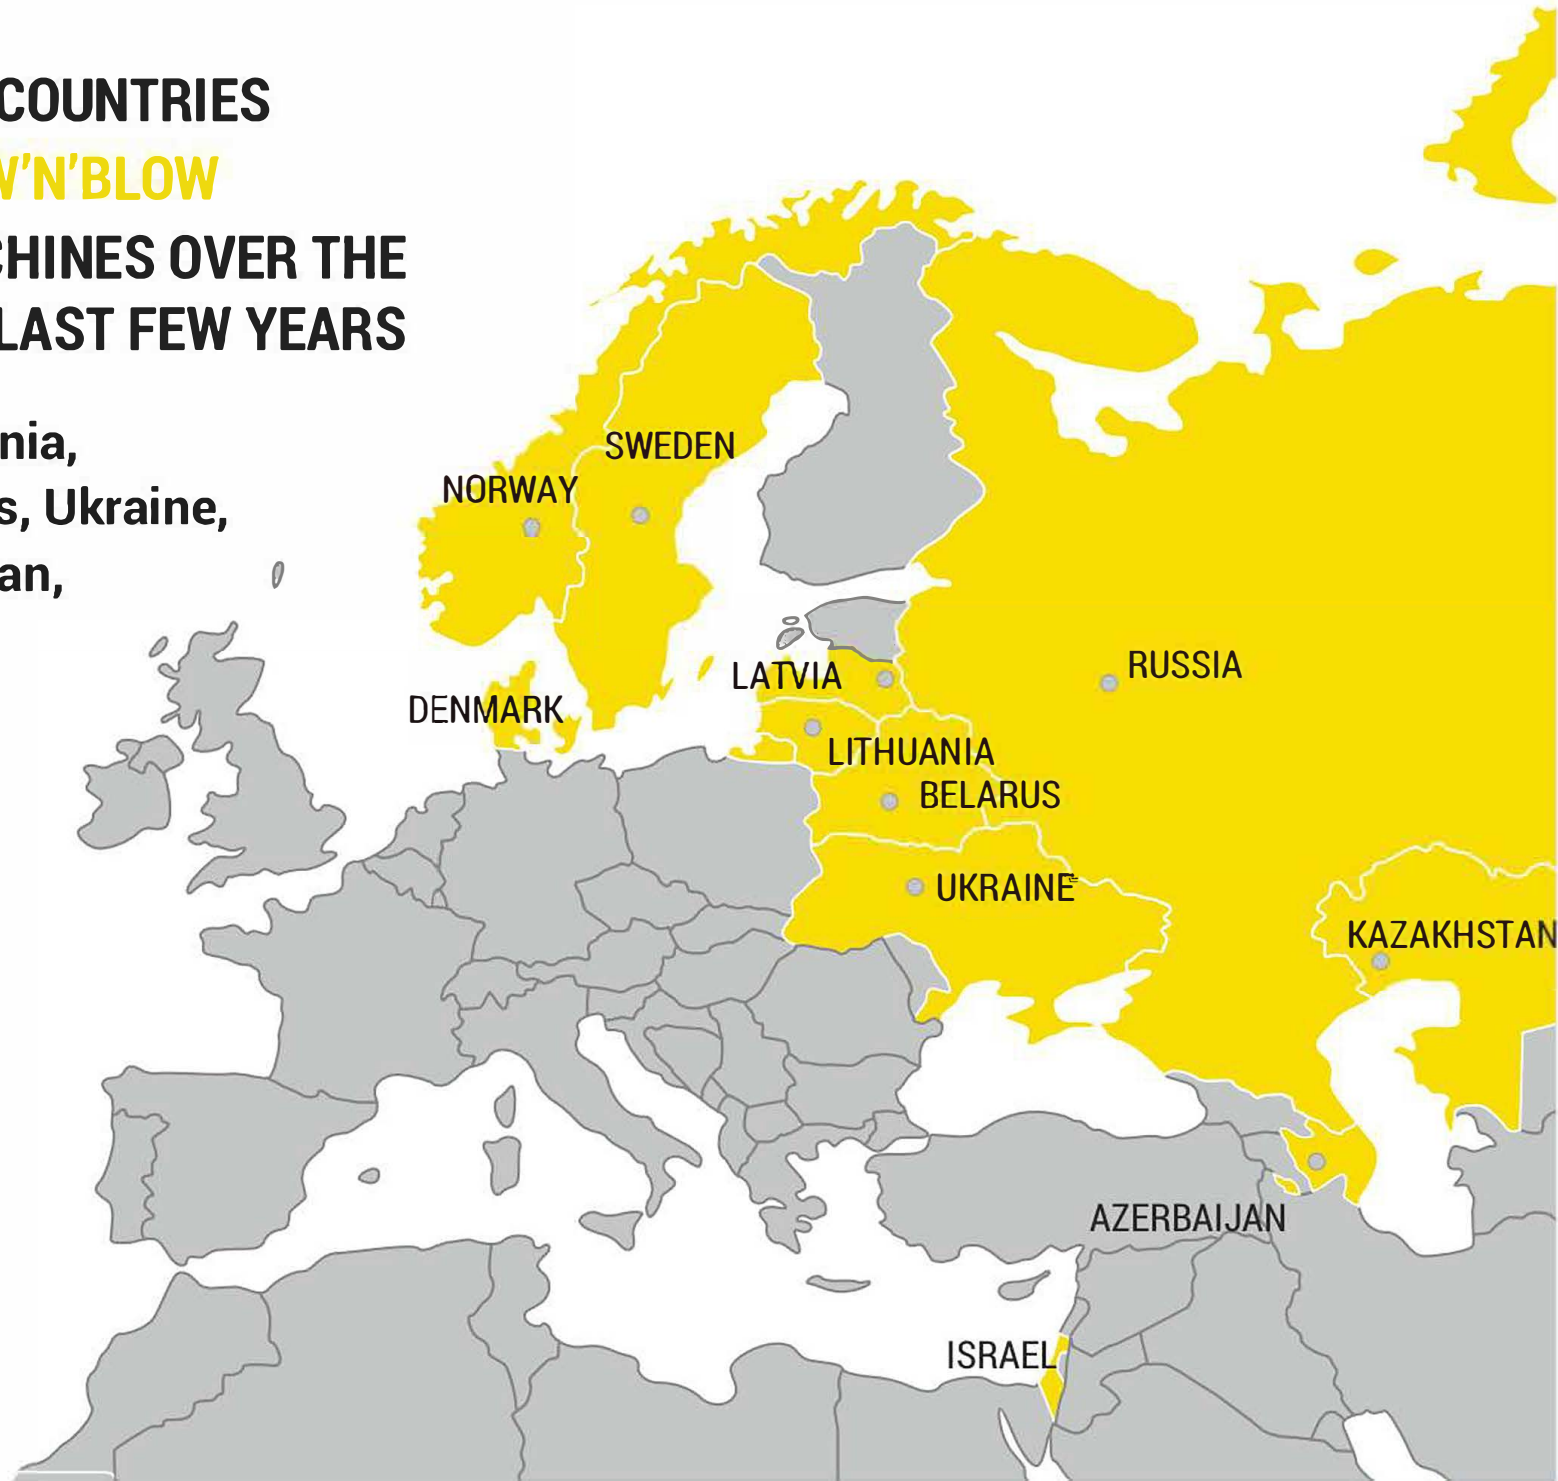 COUNTRIES
W'N'BLOW
CHINES OVER THE
LAST FEW YEARS
nia,
s, Ukraine,
an,
SWEDEN
NORWAY
DENMARK
LATVIA
RUSSIA
LITHUANIA
BELARUS
UKRAINE
KAZAKHSTAN
AZERBAIJAN
ISRAEL